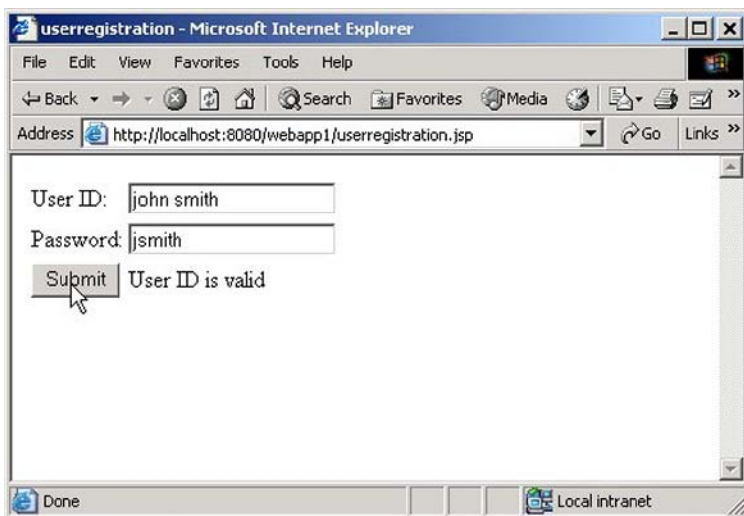 userregistration - Microsoft Internet Explorer
File Edit View Favorites Tools Help
Back Search Favorites Media »
Address http://localhost:8080/webapp1/userregistration.jsp Go Links »
User ID: john smith
Password: jsmith
Submit User ID is valid
Done Local intranet